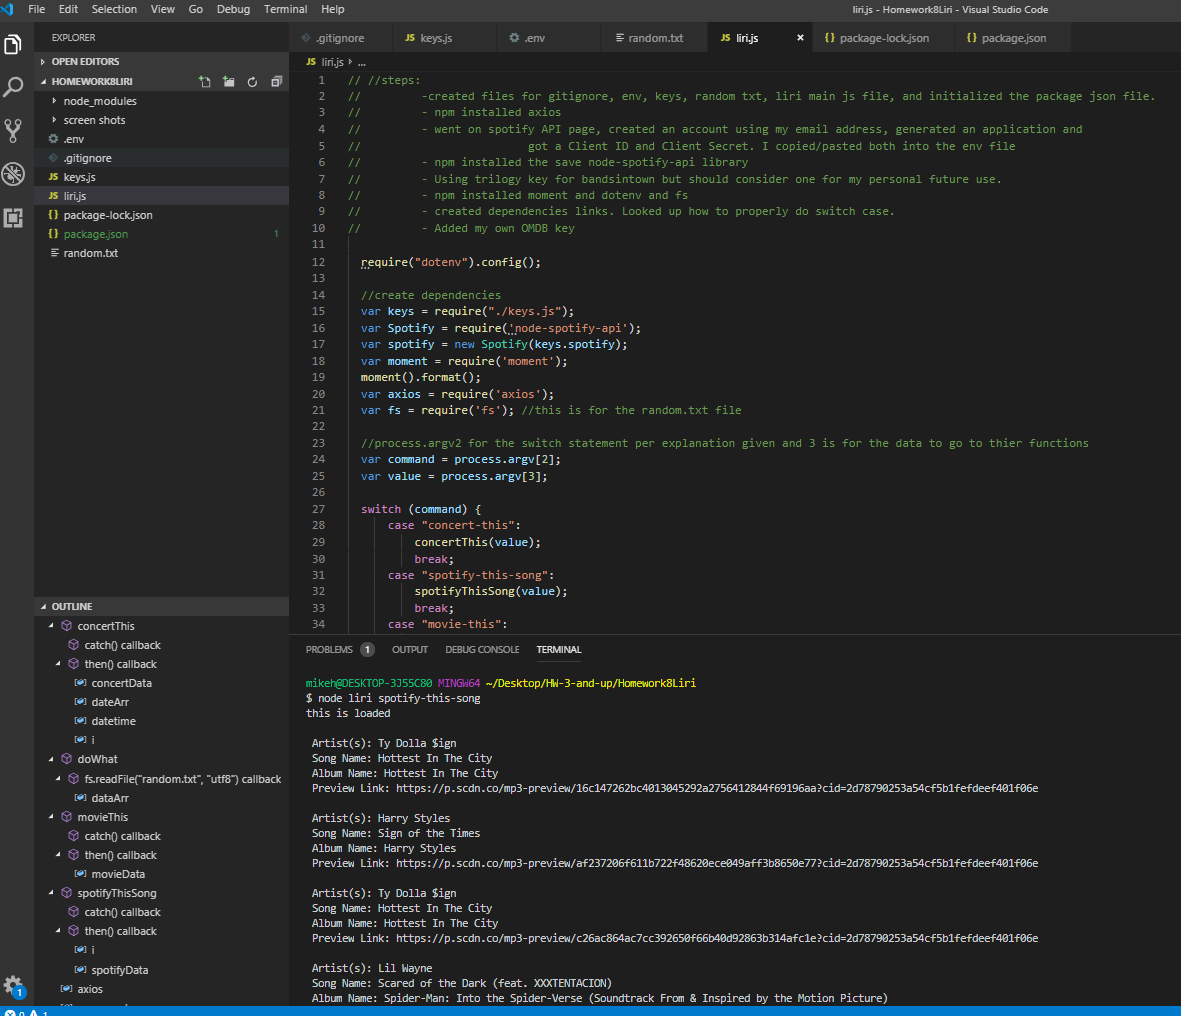 File Edit Selection View Go Debug Terminal Help liri.js - Homework8Liri - Visual Studio Code
EXPLORER
OPEN EDITORS
HOMEWORK8LIRI
node_modules
screen shots
.env
.gitignore
JS keys.js
JS liri.js
{} package-lock.json
{} package.json 1
random.txt
OUTLINE
concertThis
catch() callback
then() callback
concertData
dateArr
datetime
i
doWhat
fs.readFile("random.txt", "utf8") callback
dataArr
movieThis
catch() callback
then() callback
movieData
spotifyThisSong
catch() callback
then() callback
i
spotifyData
axios
.gitignore JS keys.js .env random.txt JS liri.js × {} package-lock.json {} package.json
JS liri.js ...
1 // //steps:
2 // -created files for gitignore, env, keys, random txt, liri main js file, and initialized the package json file.
3 // - npm installed axios
4 // - went on spotify API page, created an account using my email address, generated an application and
5 // got a Client ID and Client Secret. I copied/pasted both into the env file
6 // - npm installed the save node-spotify-api library
7 // - Using trilogy key for bandsintown but should consider one for my personal future use.
8 // - npm installed moment and dotenv and fs
9 // - created dependencies links. Looked up how to properly do switch case.
10 // - Added my own OMDB key
11
12 require("dotenv").config();
13
14 //create dependencies
15 var keys = require("./keys.js");
16 var Spotify = require('node-spotify-api');
17 var spotify = new Spotify(keys.spotify);
18 var moment = require('moment');
19 moment().format();
20 var axios = require('axios');
21 var fs = require('fs'); //this is for the random.txt file
22
23 //process.argv2 for the switch statement per explanation given and 3 is for the data to go to thier functions
24 var command = process.argv[2];
25 var value = process.argv[3];
26
27 switch (command) {
28 case "concert-this":
29 concertThis(value);
30 break;
31 case "spotify-this-song":
32 spotifyThisSong(value);
33 break;
34 case "movie-this":
PROBLEMS 1 OUTPUT DEBUG CONSOLE TERMINAL
mikeh@DESKTOP-3J55C80 MINGW64 ~/Desktop/HW-3-and-up/Homework8Liri
$ node liri spotify-this-song
this is loaded
Artist(s): Ty Dolla $ign
Song Name: Hottest In The City
Album Name: Hottest In The City
Preview Link: https://p.scdn.co/mp3-preview/16c147262bc4013045292a2756412844f69196aa?cid=2d78790253a54cf5b1fefdeef401f06e
Artist(s): Harry Styles
Song Name: Sign of the Times
Album Name: Harry Styles
Preview Link: https://p.scdn.co/mp3-preview/af237206f611b722f48620ece049aff3b8650e77?cid=2d78790253a54cf5b1fefdeef401f06e
Artist(s): Ty Dolla $ign
Song Name: Hottest In The City
Album Name: Hottest In The City
Preview Link: https://p.scdn.co/mp3-preview/c26ac864ac7cc392650f66b40d92863b314afc1e?cid=2d78790253a54cf5b1fefdeef401f06e
Artist(s): Lil Wayne
Song Name: Scared of the Dark (feat. XXXTENTACION)
Album Name: Spider-Man: Into the Spider-Verse (Soundtrack From & Inspired by the Motion Picture)
1